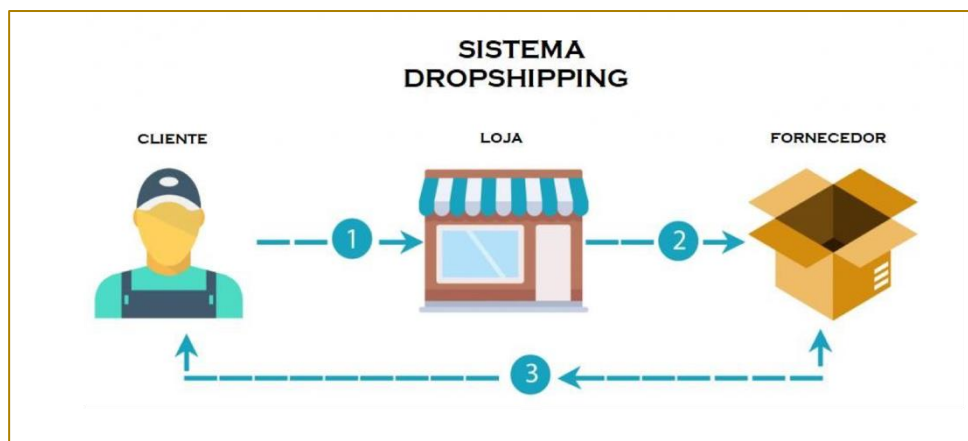 SISTEMA
DROPSHIPPING
CLIENTE
LOJA
FORNECEDOR
1
2
3